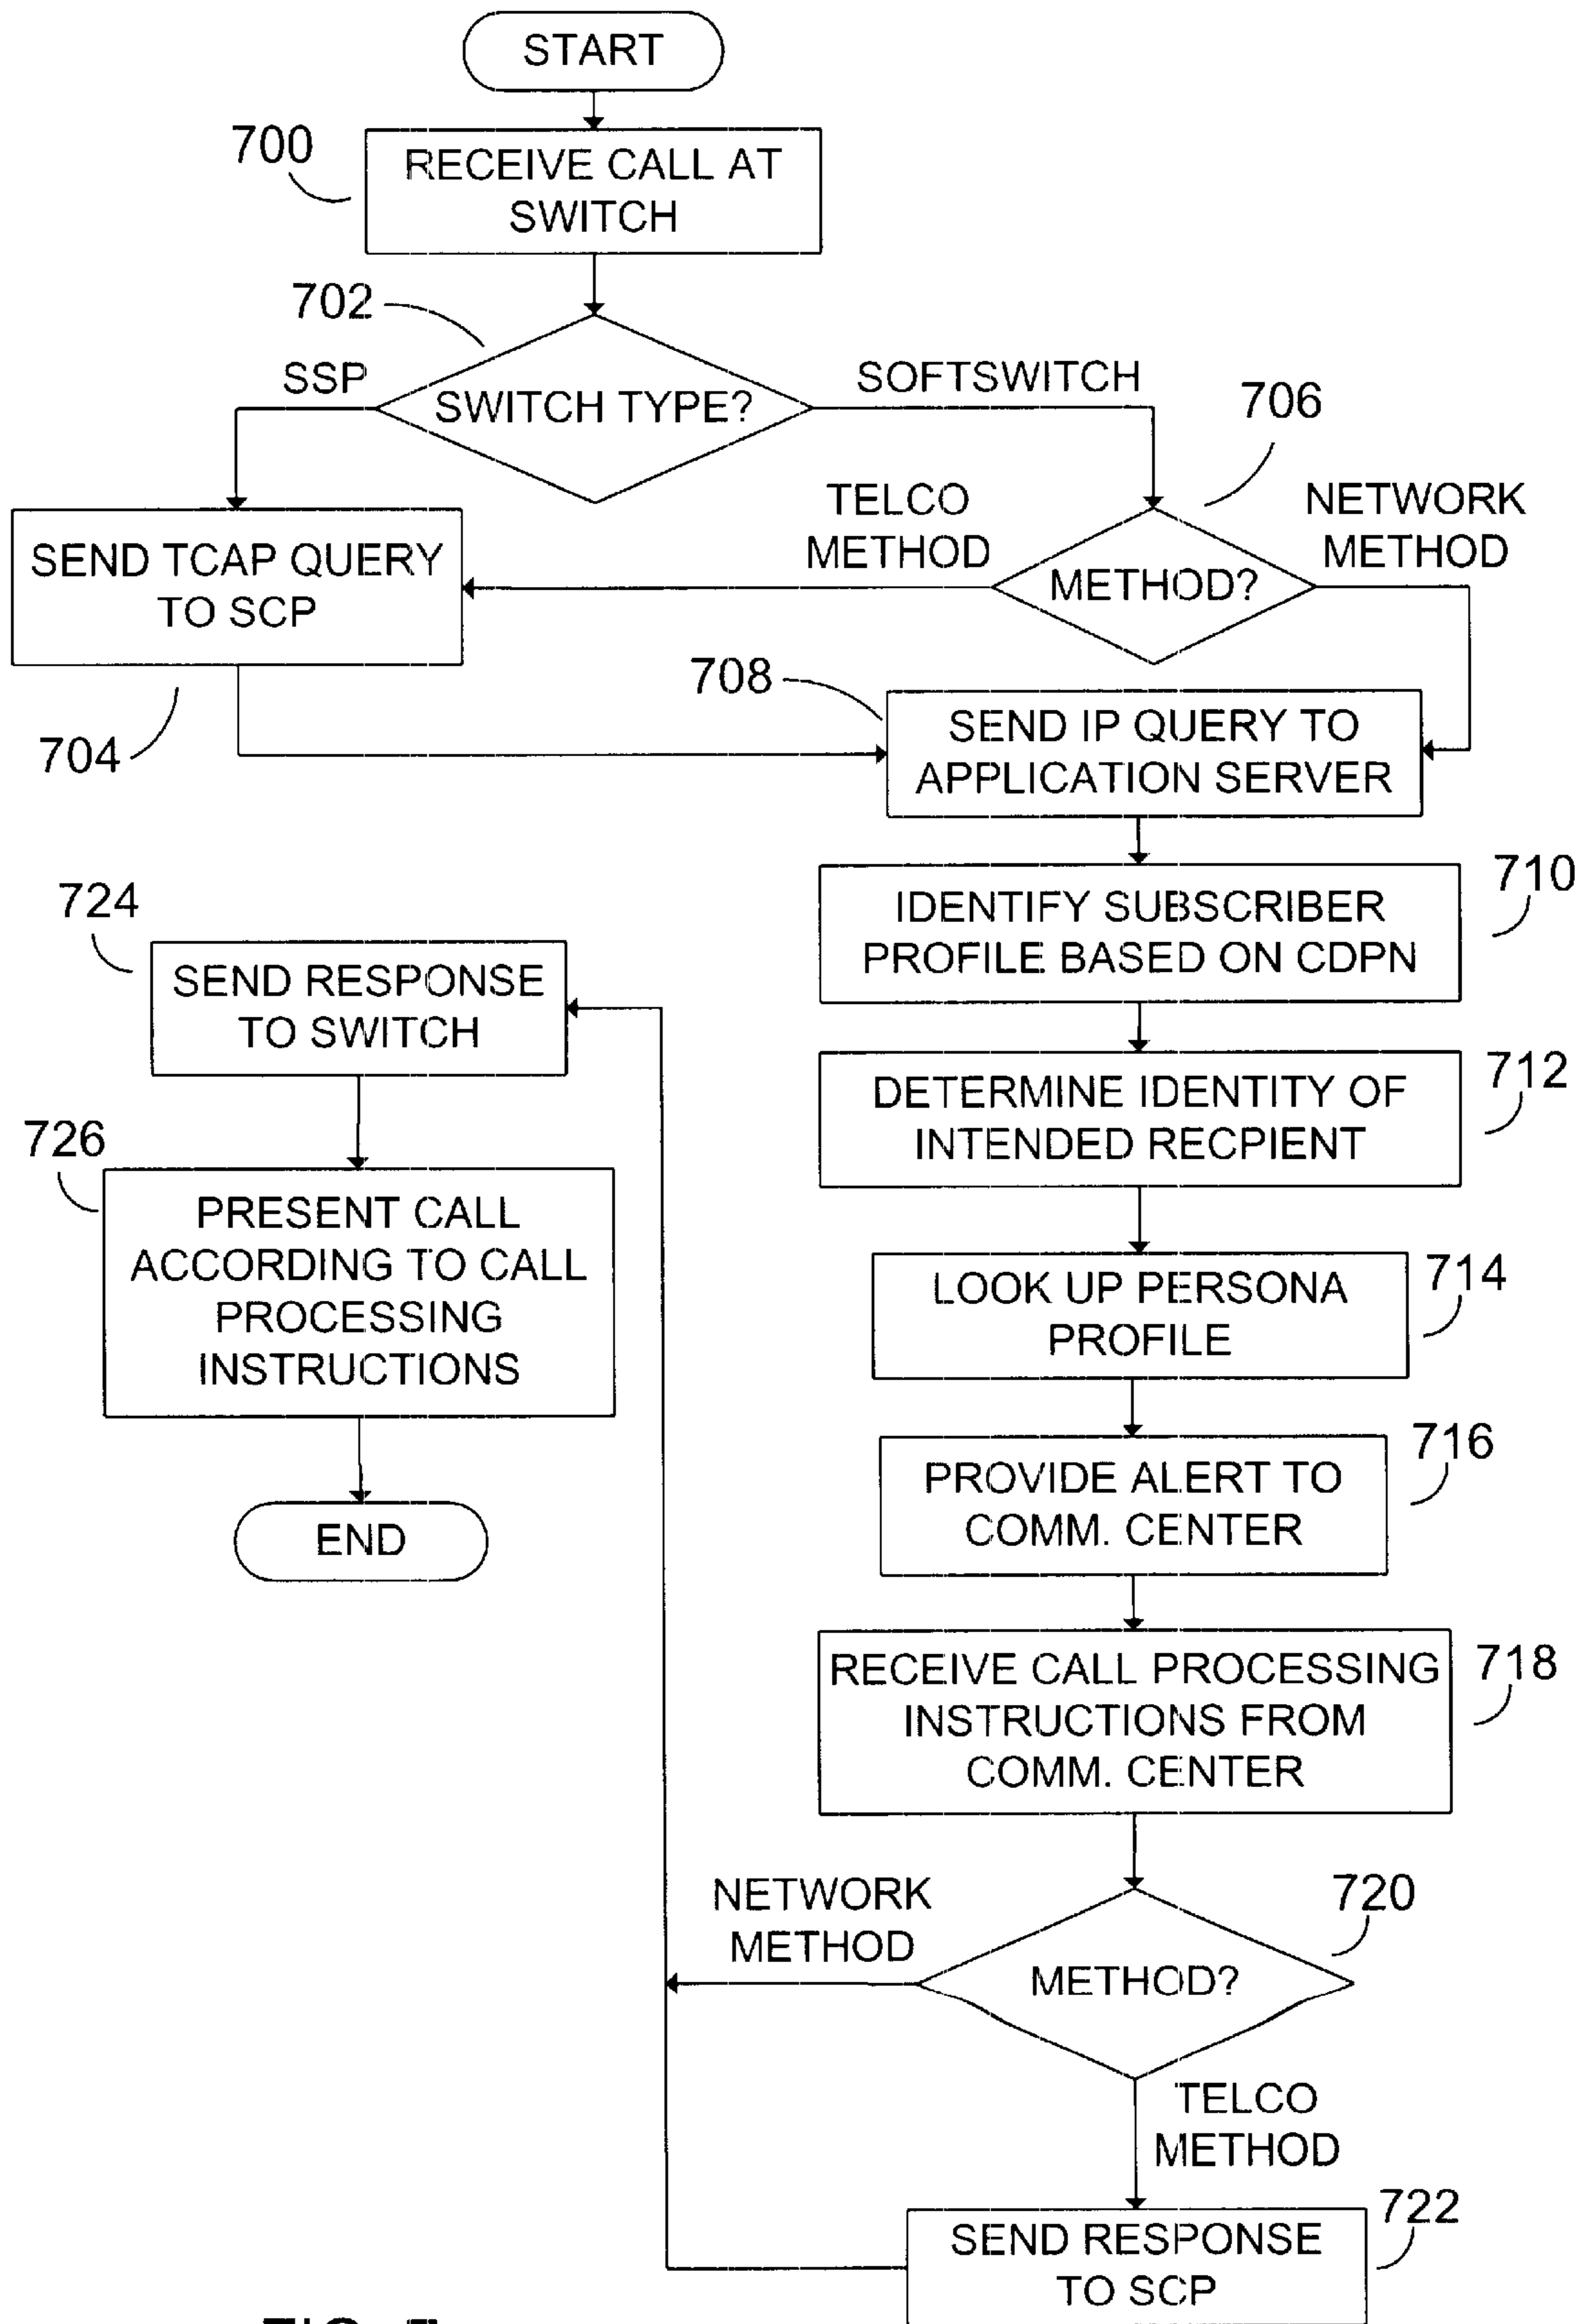 START
700
RECEIVE CALL AT
SWITCH
702
SSP
SWITCH TYPE?
SOFTSWITCH
706
TELCO
METHOD
NETWORK
METHOD
METHOD?
SEND TCAP QUERY
TO SCP
704
708
SEND IP QUERY TO
APPLICATION SERVER
710
IDENTIFY SUBSCRIBER
PROFILE BASED ON CDPN
724
SEND RESPONSE
TO SWITCH
712
DETERMINE IDENTITY OF
INTENDED RECPIENT
726
PRESENT CALL
ACCORDING TO CALL
PROCESSING
INSTRUCTIONS
714
LOOK UP PERSONA
PROFILE
716
PROVIDE ALERT TO
COMM. CENTER
END
718
RECEIVE CALL PROCESSING
INSTRUCTIONS FROM
COMM. CENTER
NETWORK
METHOD
720
METHOD?
TELCO
METHOD
722
SEND RESPONSE
TO SCP